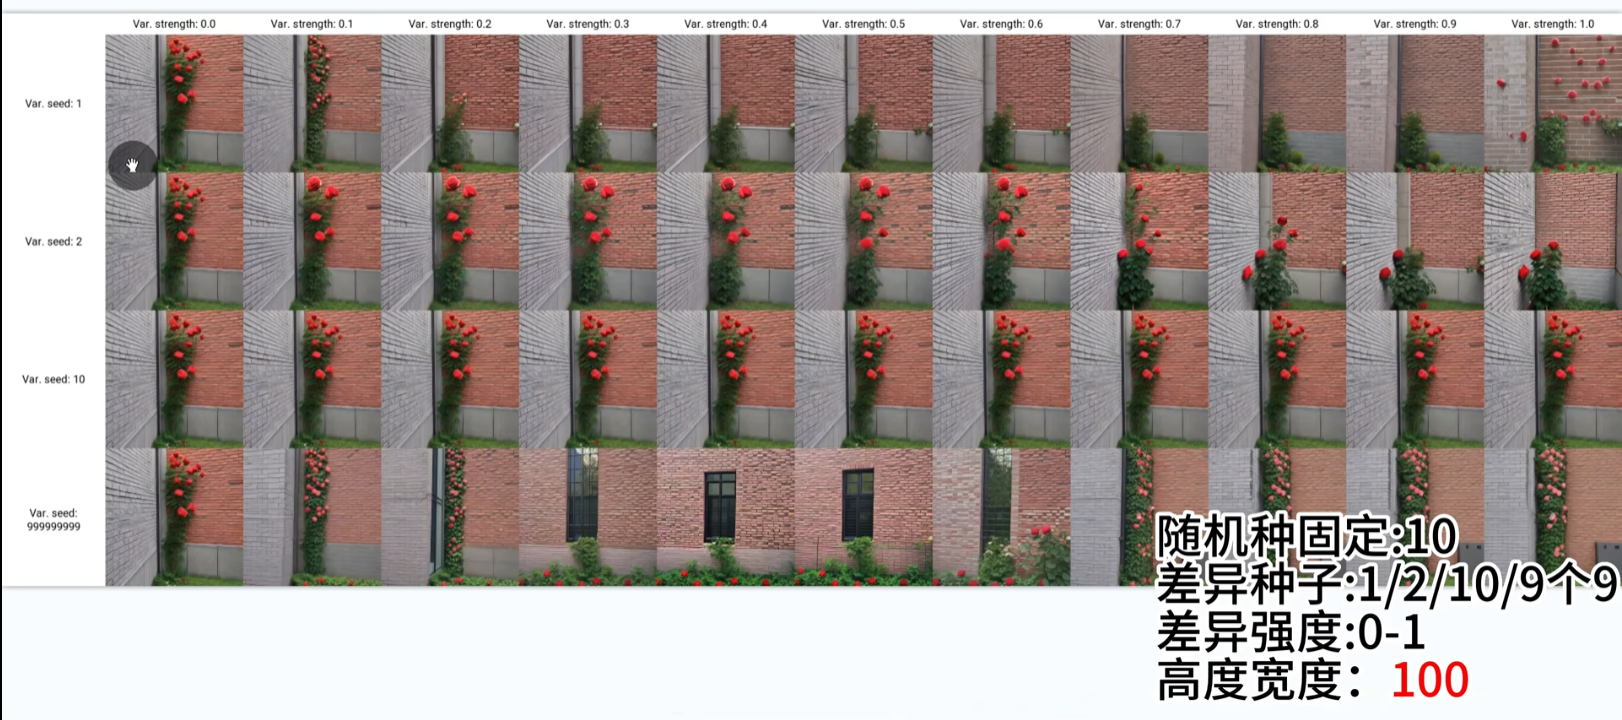 Var. strength: 0.0 Var. strength: 0.1 Var. strength: 0.2 Var. strength: 0.3 Var. strength: 0.4 Var. strength: 0.5 Var. strength: 0.6 Var. strength: 0.7 Var. strength: 0.8 Var. strength: 0.9 Var. strength: 1.0
Var. seed: 1
Var. seed: 2
Var. seed: 10
Var. seed:
999999999
随机种固定:10
差异种子:1/2/10/9个9
差异强度:0-1
高度宽度：100